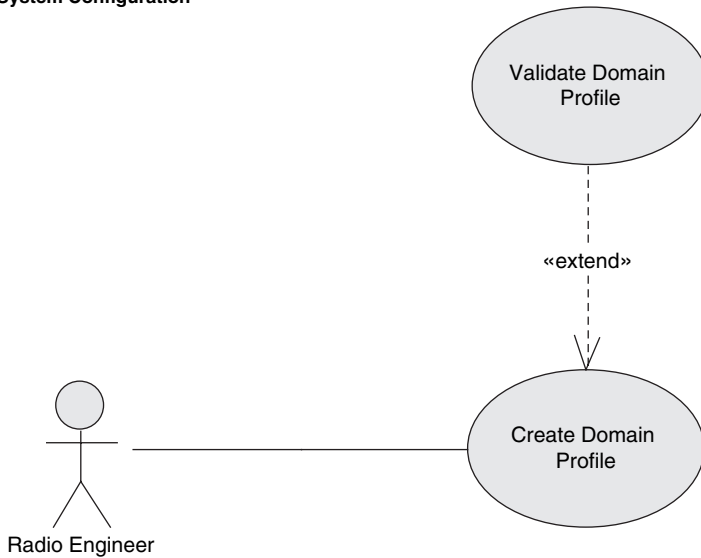 System Configuration
Validate Domain
Profile
«extend»
Create Domain
Profile
Radio Engineer